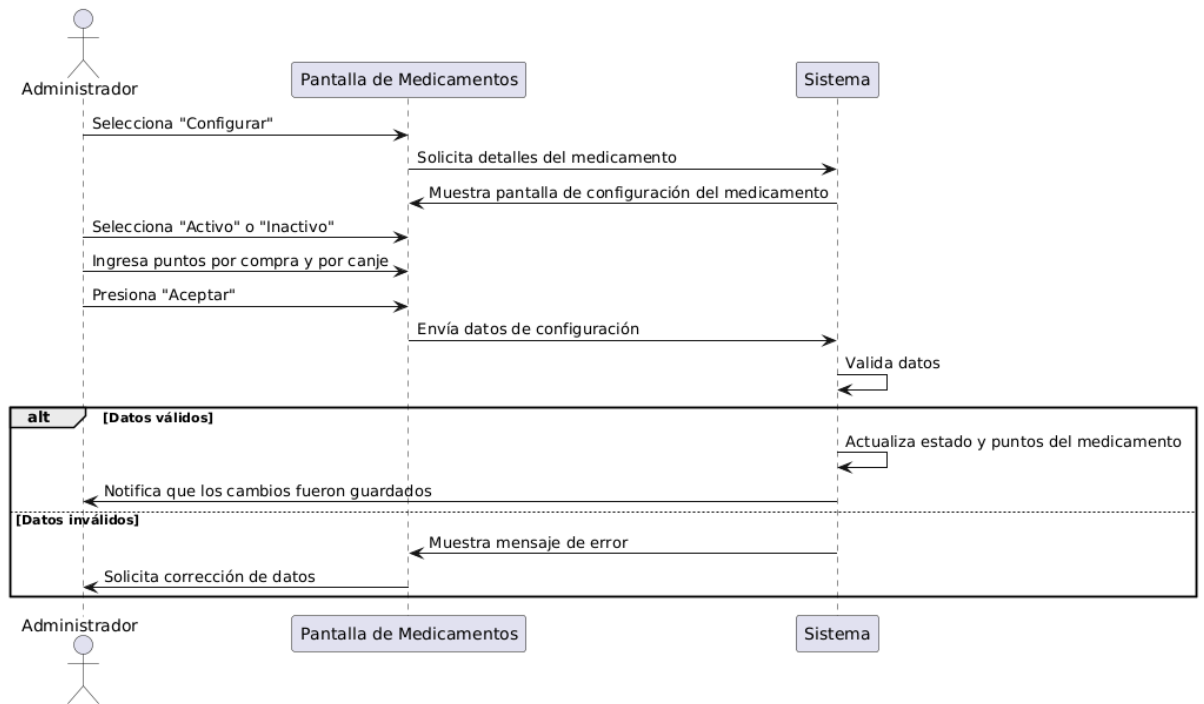 Administrador
Pantalla de Medicamentos
Sistema
Selecciona "Configurar"
Solicita detalles del medicamento
Muestra pantalla de configuración del medicamento
Selecciona "Activo" o "Inactivo"
Ingresa puntos por compra y por canje
Presiona "Aceptar"
Envía datos de configuración
Valida datos
alt
[Datos válidos]
Actualiza estado y puntos del medicamento
Notifica que los cambios fueron guardados
[Datos inválidos]
Muestra mensaje de error
Solicita corrección de datos
Administrador
Pantalla de Medicamentos
Sistema